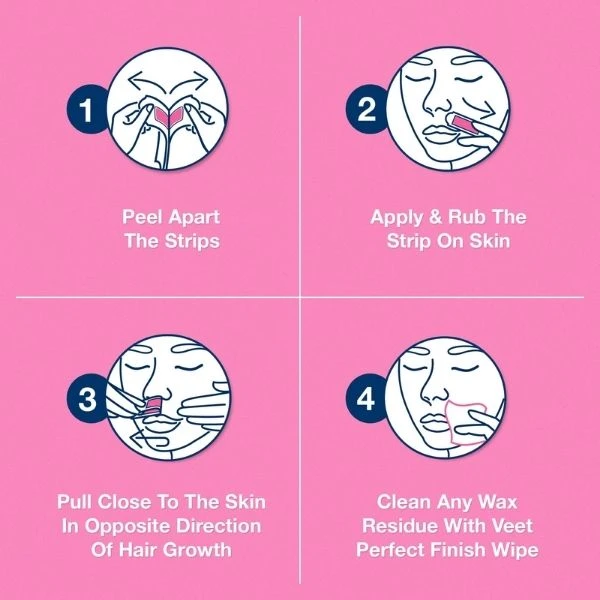 1
Peel Apart
The Strips
2
Apply & Rub The
Strip On Skin
3
Pull Close To The Skin
In Opposite Direction
Of Hair Growth
4
Clean Any Wax
Residue With Veet
Perfect Finish Wipe